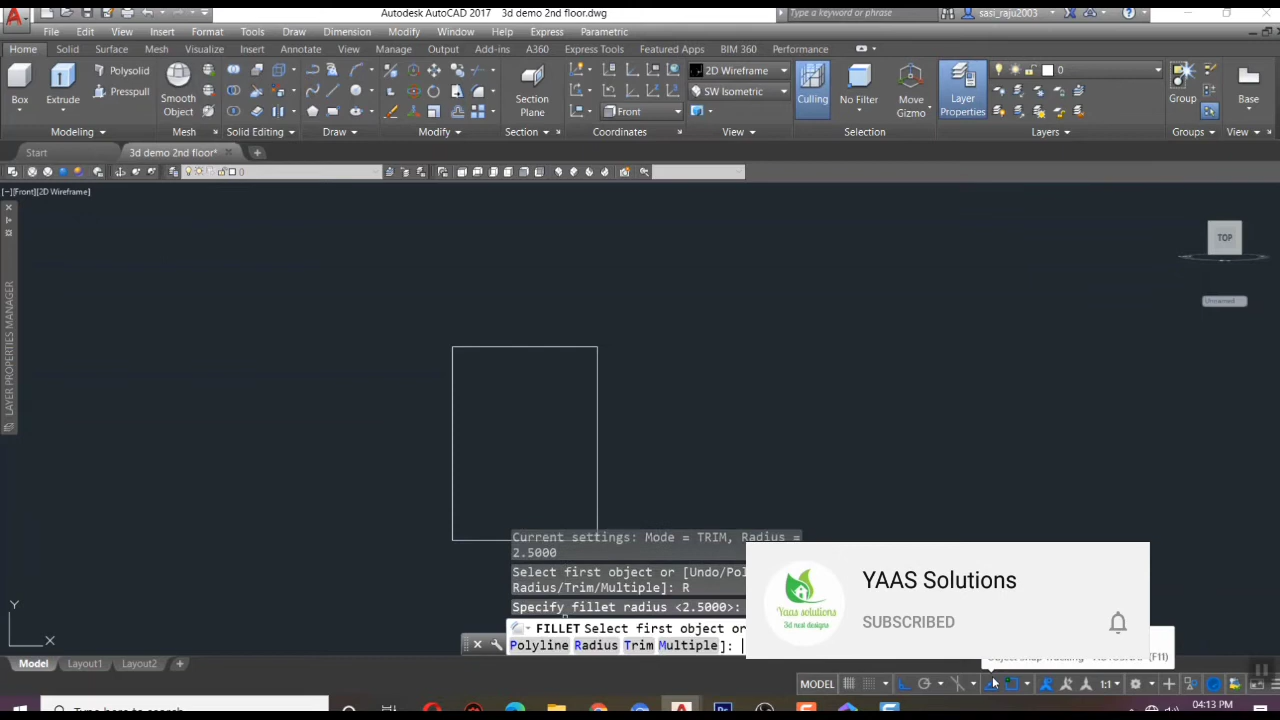 Autodesk AutoCAD 2017 3d demo 2nd floor.dwg
Type a keyword or phrase
sasi_raju2003
File Edit View Insert Format Tools Draw Dimension Modify Window Help Express Parametric
Home Solid Surface Mesh Visualize Insert Annotate View Manage Output Add-ins A360 Express Tools Featured Apps BIM 360 Performance
Polysolid
Presspull
2D Wireframe
SW Isometric
0
Box Extrude
Smooth
Object
Section
Plane
Front
Culling No Filter Move
Gizmo
Layer
Properties
Group Base
Modeling Mesh Solid Editing Draw Modify Section Coordinates View Selection Layers Groups View
Start 3d demo 2nd floor*
0
[−][Front][2D Wireframe]
TOP
Unnamed
LAYER PROPERTIES MANAGER
Current settings: Mode = TRIM, Radius =
2.5000
Select first object or [Undo/Pol
Radius/Trim/Multiple]: R
Specify fillet radius <2.5000>:
FILLET Select first object or
Polyline Radius Trim Multiple]:
YAAS Solutions
SUBSCRIBED
Yaas solutions
3d nest designs
Y
X
Model Layout1 Layout2
MODEL
1:1
04:13 PM